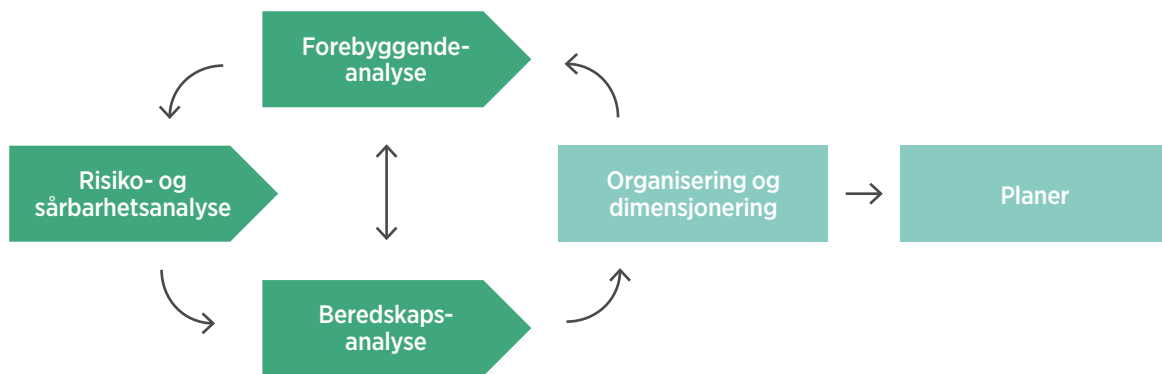 Forebyggende-
analyse
Risiko- og
sårbarhetsanalyse
Organisering og
dimensjonering
Planer
Beredskaps-
analyse